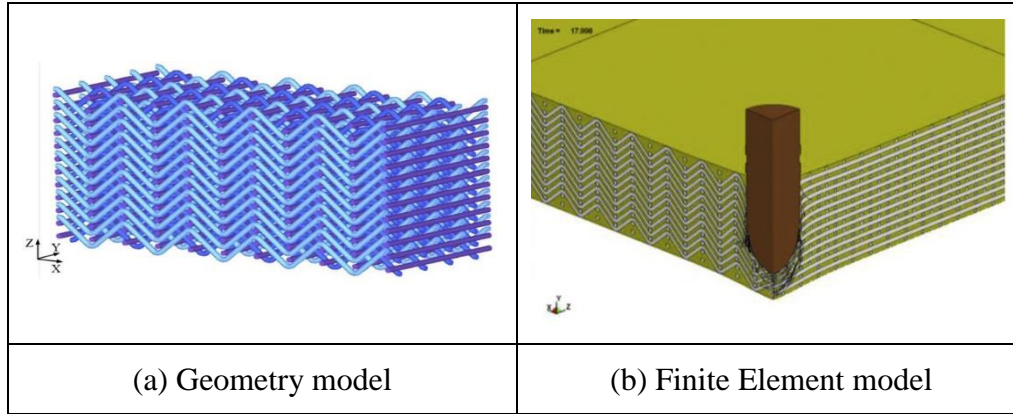 Time = 17.998
Z
Y
X
Y
X Z
(a) Geometry model
(b) Finite Element model